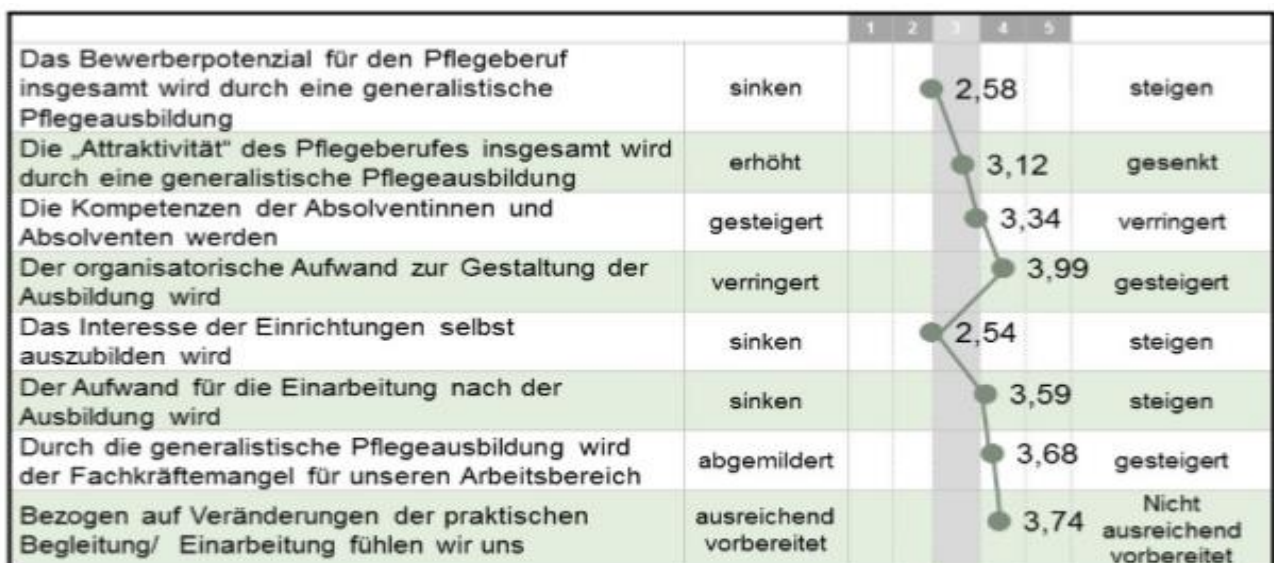 1 2 3 4 5
Das Bewerberpotenzial für den Pflegeberuf
insgesamt wird durch eine generalistische
Pflegeausbildung
sinken
2,58
steigen
Die „Attraktivität“ des Pflegeberufes insgesamt wird
durch eine generalistische Pflegeausbildung
erhöht
3,12
gesenkt
Die Kompetenzen der Absolventinnen und
Absolventen werden
gesteigert
3,34
verringert
Der organisatorische Aufwand zur Gestaltung der
Ausbildung wird
verringert
3,99
gesteigert
Das Interesse der Einrichtungen selbst
auszubilden wird
sinken
2,54
steigen
Der Aufwand für die Einarbeitung nach der
Ausbildung wird
sinken
3,59
steigen
Durch die generalistische Pflegeausbildung wird
der Fachkräftemangel für unseren Arbeitsbereich
abgemildert
3,68
gesteigert
Bezogen auf Veränderungen der praktischen
Begleitung/ Einarbeitung fühlen wir uns
ausreichend
vorbereitet
3,74
Nicht
ausreichend
vorbereitet